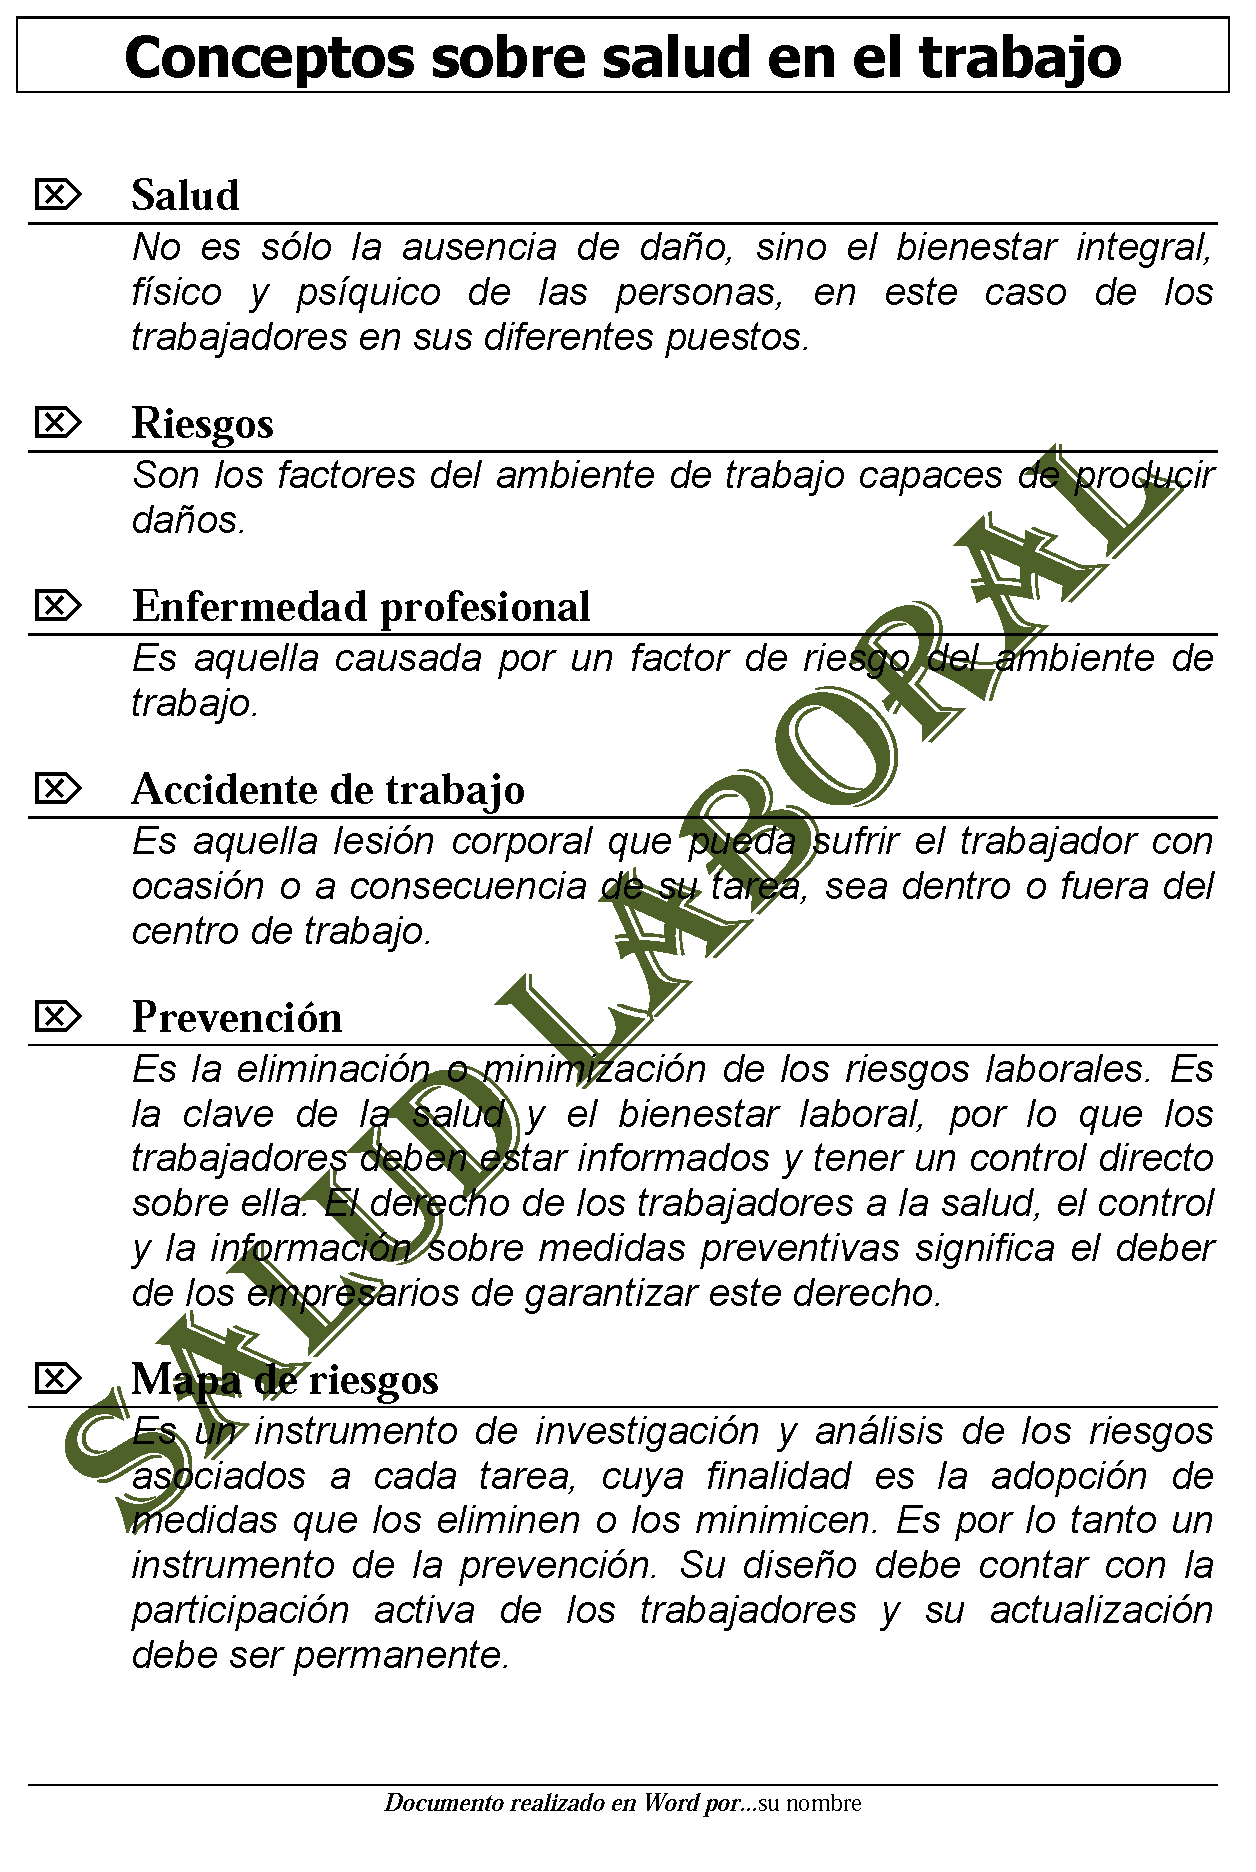 Conceptos sobre salud en el trabajo
Salud
No es sólo la ausencia de daño, sino el bienestar integral,
físico y psíquico de las personas, en este caso de los
trabajadores en sus diferentes puestos.
Riesgos
Son los factores del ambiente de trabajo capaces de producir
daños.
Enfermedad profesional
Es aquella causada por un factor de riesgo del ambiente de
trabajo.
Accidente de trabajo
Es aquella lesión corporal que pueda sufrir el trabajador con
ocasión o a consecuencia de su tarea, sea dentro o fuera del
centro de trabajo.
Prevención
Es la eliminación o minimización de los riesgos laborales. Es
la clave de la salud y el bienestar laboral, por lo que los
trabajadores deben estar informados y tener un control directo
sobre ella. El derecho de los trabajadores a la salud, el control
y la información sobre medidas preventivas significa el deber
de los empresarios de garantizar este derecho.
Mapa de riesgos
Es un instrumento de investigación y análisis de los riesgos
asociados a cada tarea, cuya finalidad es la adopción de
medidas que los eliminen o los minimicen. Es por lo tanto un
instrumento de la prevención. Su diseño debe contar con la
participación activa de los trabajadores y su actualización
debe ser permanente.
SALUD LABORAL
Documento realizado en Word por...su nombre